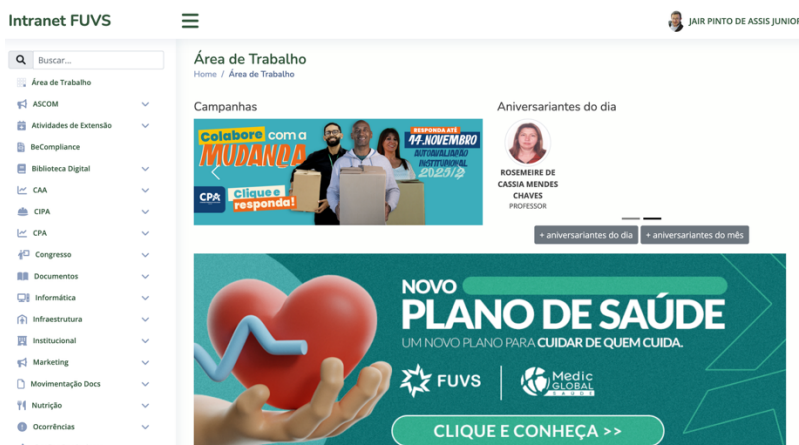 Intranet FUVS
JAIR PINTO DE ASSIS JUNIOR
Buscar...
Área de Trabalho
ASCOM
Atividades de Extensão
BeCompliance
Biblioteca Digital
CAA
CIPA
CPA
Congresso
Documentos
Informática
Infraestrutura
Institucional
Marketing
Movimentação Docs
Nutrição
Ocorrências
Área de Trabalho
Home / Área de Trabalho
Campanhas
Colabore com a
MUDANÇA
CPA
Clique e
responda!
RESPONDA ATÉ
14.NOVEMBRO
AUTOAVALIAÇÃO
INSTITUCIONAL
2025/2
Aniversariantes do dia
ROSEMEIRE DE
CASSIA MENDES
CHAVES
PROFESSOR
+ aniversariantes do dia
+ aniversariantes do mês
NOVO
PLANO DE SAÚDE
UM NOVO PLANO PARA CUIDAR DE QUEM CUIDA.
FUVS
Medic
GLOBAL
SAÚDE
CLIQUE E CONHEÇA >>